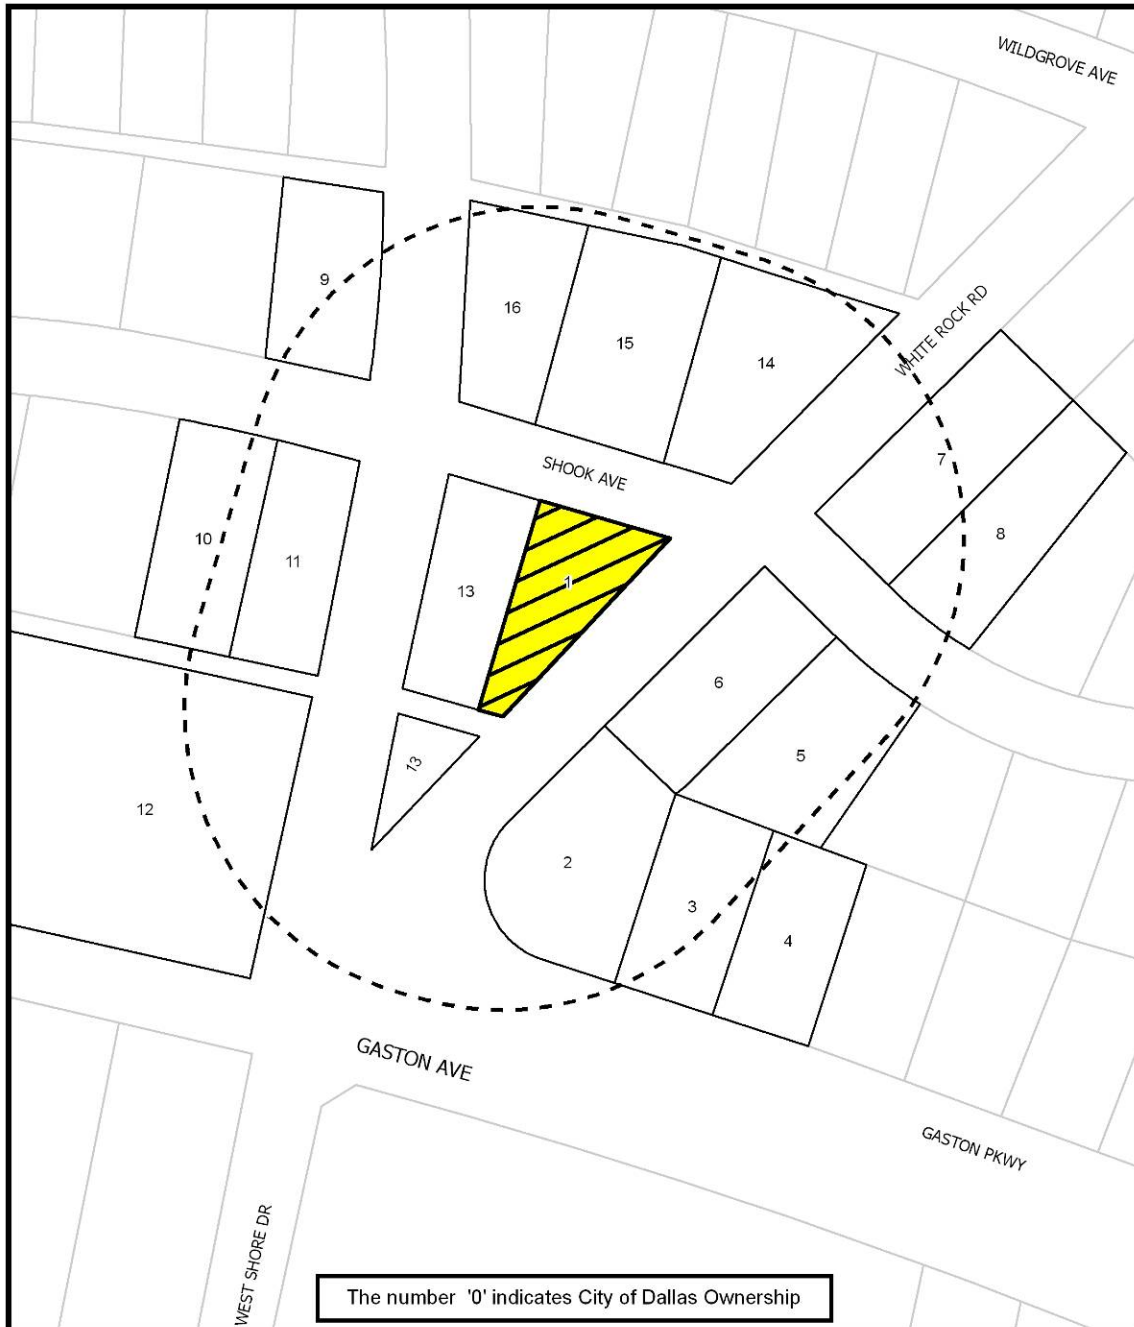 WILDGROVE AVE
9
16
15
14
WHITE ROCK RD
7
SHOOK AVE
8
10
11
13
1
6
5
13
12
2
3
4
GASTON AVE
GASTON PKWY
WEST SHORE DR
The number '0' indicates City of Dallas Ownership